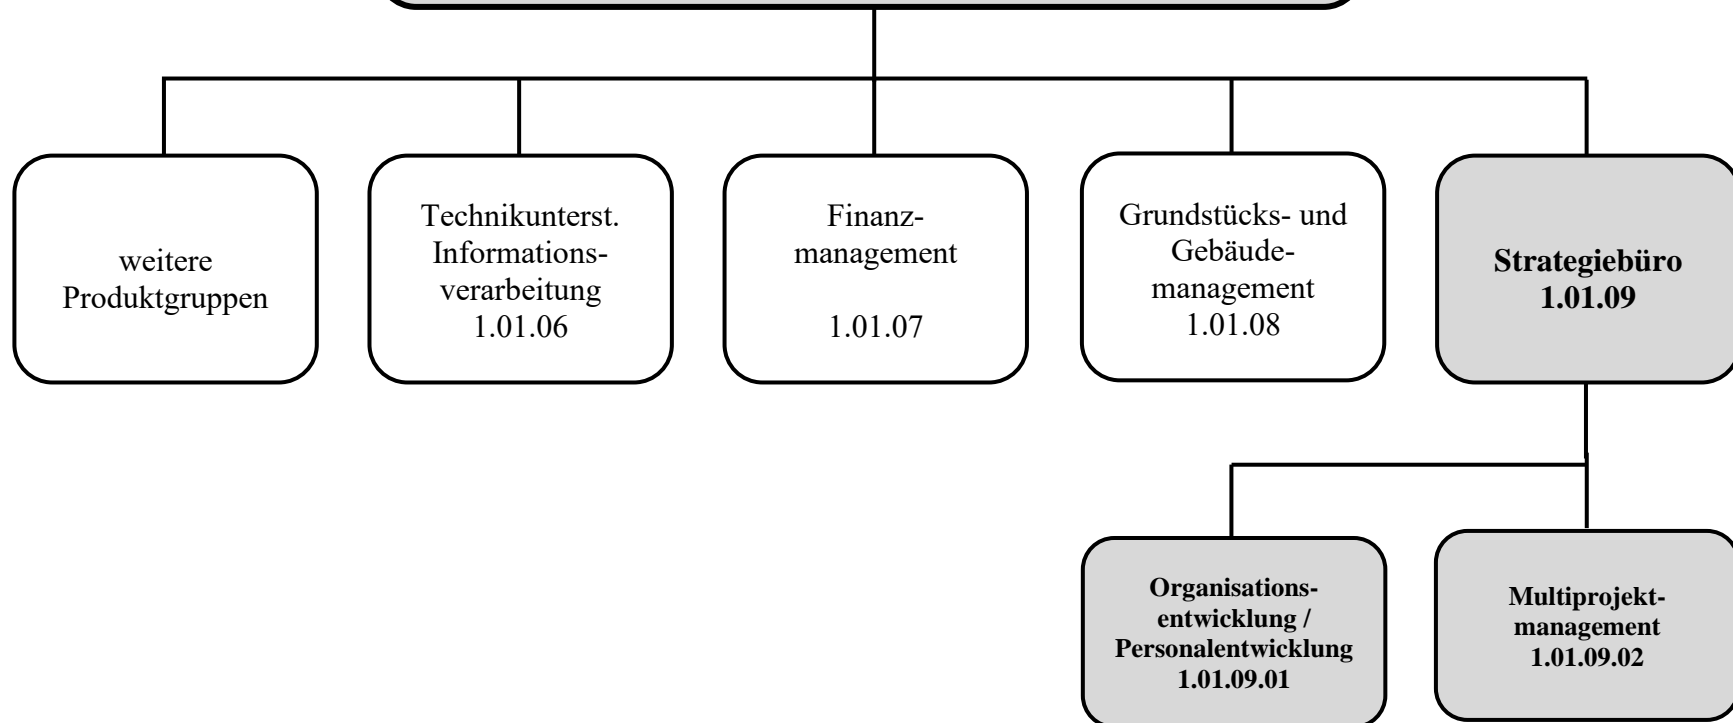 weitere
Produktgruppen
Technikunterst.
Informations-
verarbeitung
1.01.06
Finanz-
management
1.01.07
Grundstücks- und
Gebäude-
management
1.01.08
Strategiebüro
1.01.09
Organisations-
entwicklung /
Personalentwicklung
1.01.09.01
Multiprojekt-
management
1.01.09.02